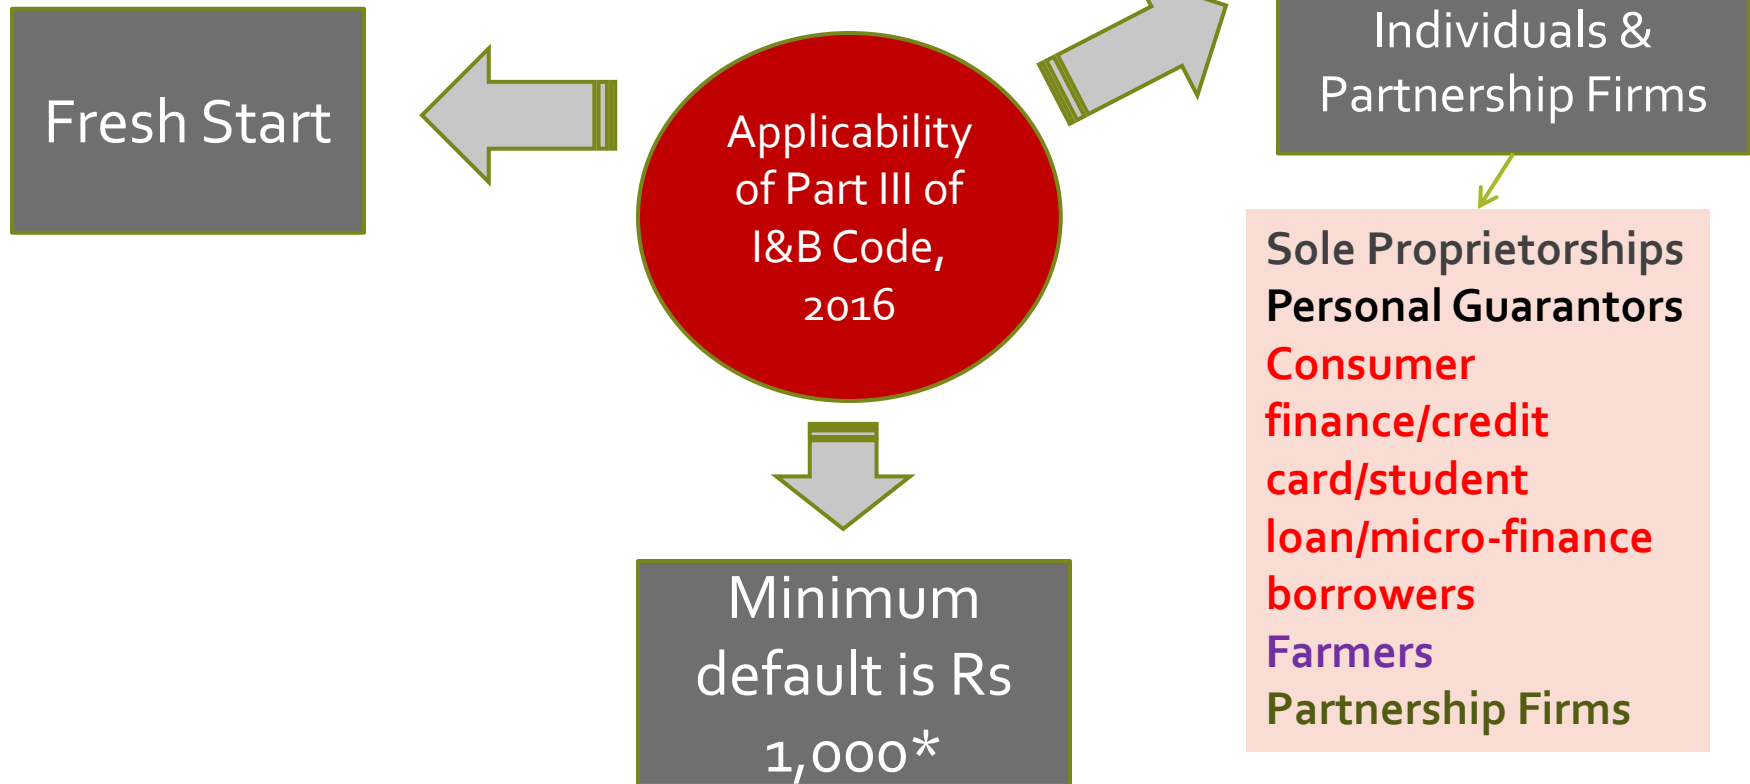 Fresh Start
Applicability
of Part III of
I&B Code,
2016
Individuals &
Partnership Firms
Sole Proprietorships
Personal Guarantors
Consumer
finance/credit
card/student
loan/micro-finance
borrowers
Farmers
Partnership Firms
Minimum
default is Rs
1,000*